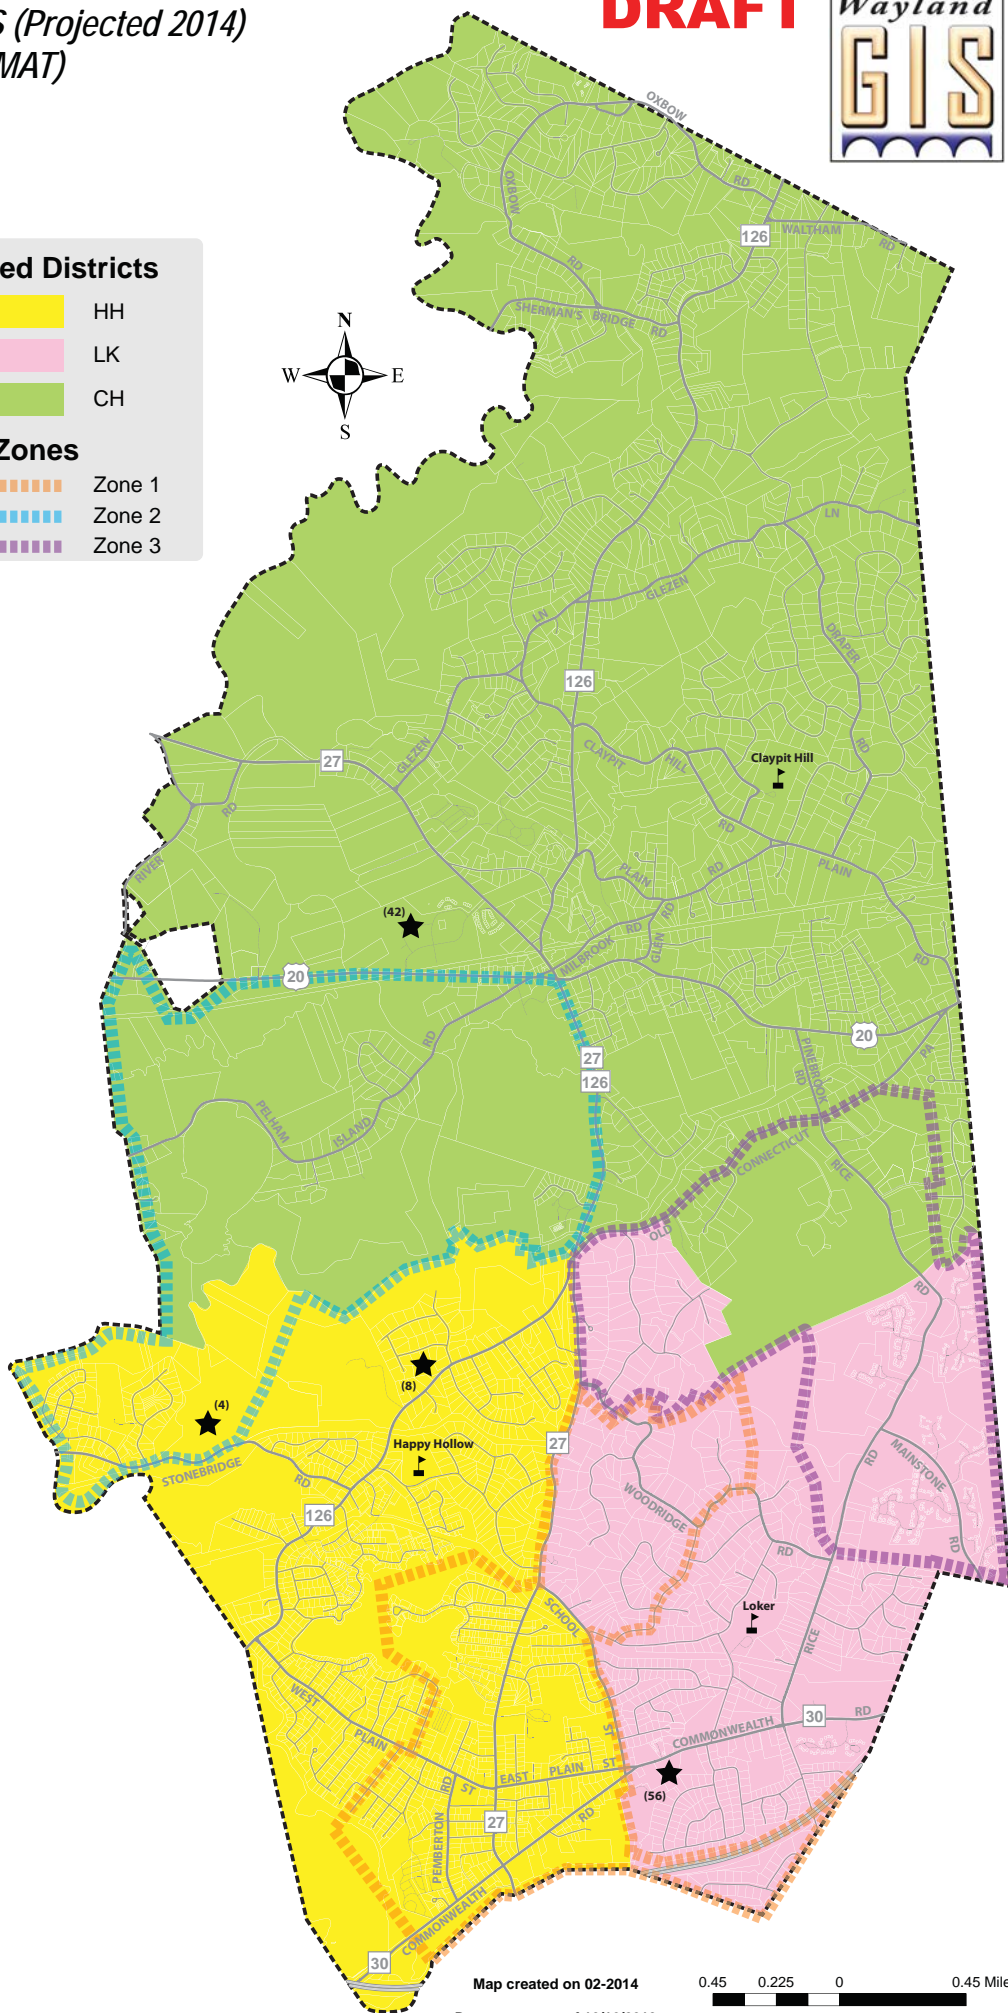 S (Projected 2014)
MAT)
DRAFT
Wayland
GIS
ed Districts
HH
LK
CH
Zones
Zone 1
Zone 2
Zone 3
N
W
E
S
OXBOW
RD
OXBOW
RD
126
WALTHAM
RD
SHERMAN'S BRIDGE RD
LN
GLEZEN
LN
DRAPER
RD
126
GLEZEN
27
CLAYPIT
HILL
RD
Claypit Hill
RIVER
RD
PLAIN
RD
PLAIN
RD
(42)
MILBROOK
RD
GLEN
RD
20
20
27
126
PINEBROOK
RD
PA
PELHAM
ISLAND
RD
CONNECTICUT
OLD
RICE
RD
(8)
(4)
Happy Hollow
27
STONEBRIDGE
RD
126
WOODRIDGE
RD
RD
MAINSTONE
RD
Loker
SCHOOL
ST
RICE
WEST
PLAIN
ST
EAST PLAIN ST
COMMONWEALTH
30
RD
(56)
27
RD
PEMBERTON
RD
COMMONWEALTH
30
Map created on 02-2014
0.45
0.225
0
0.45 Mile